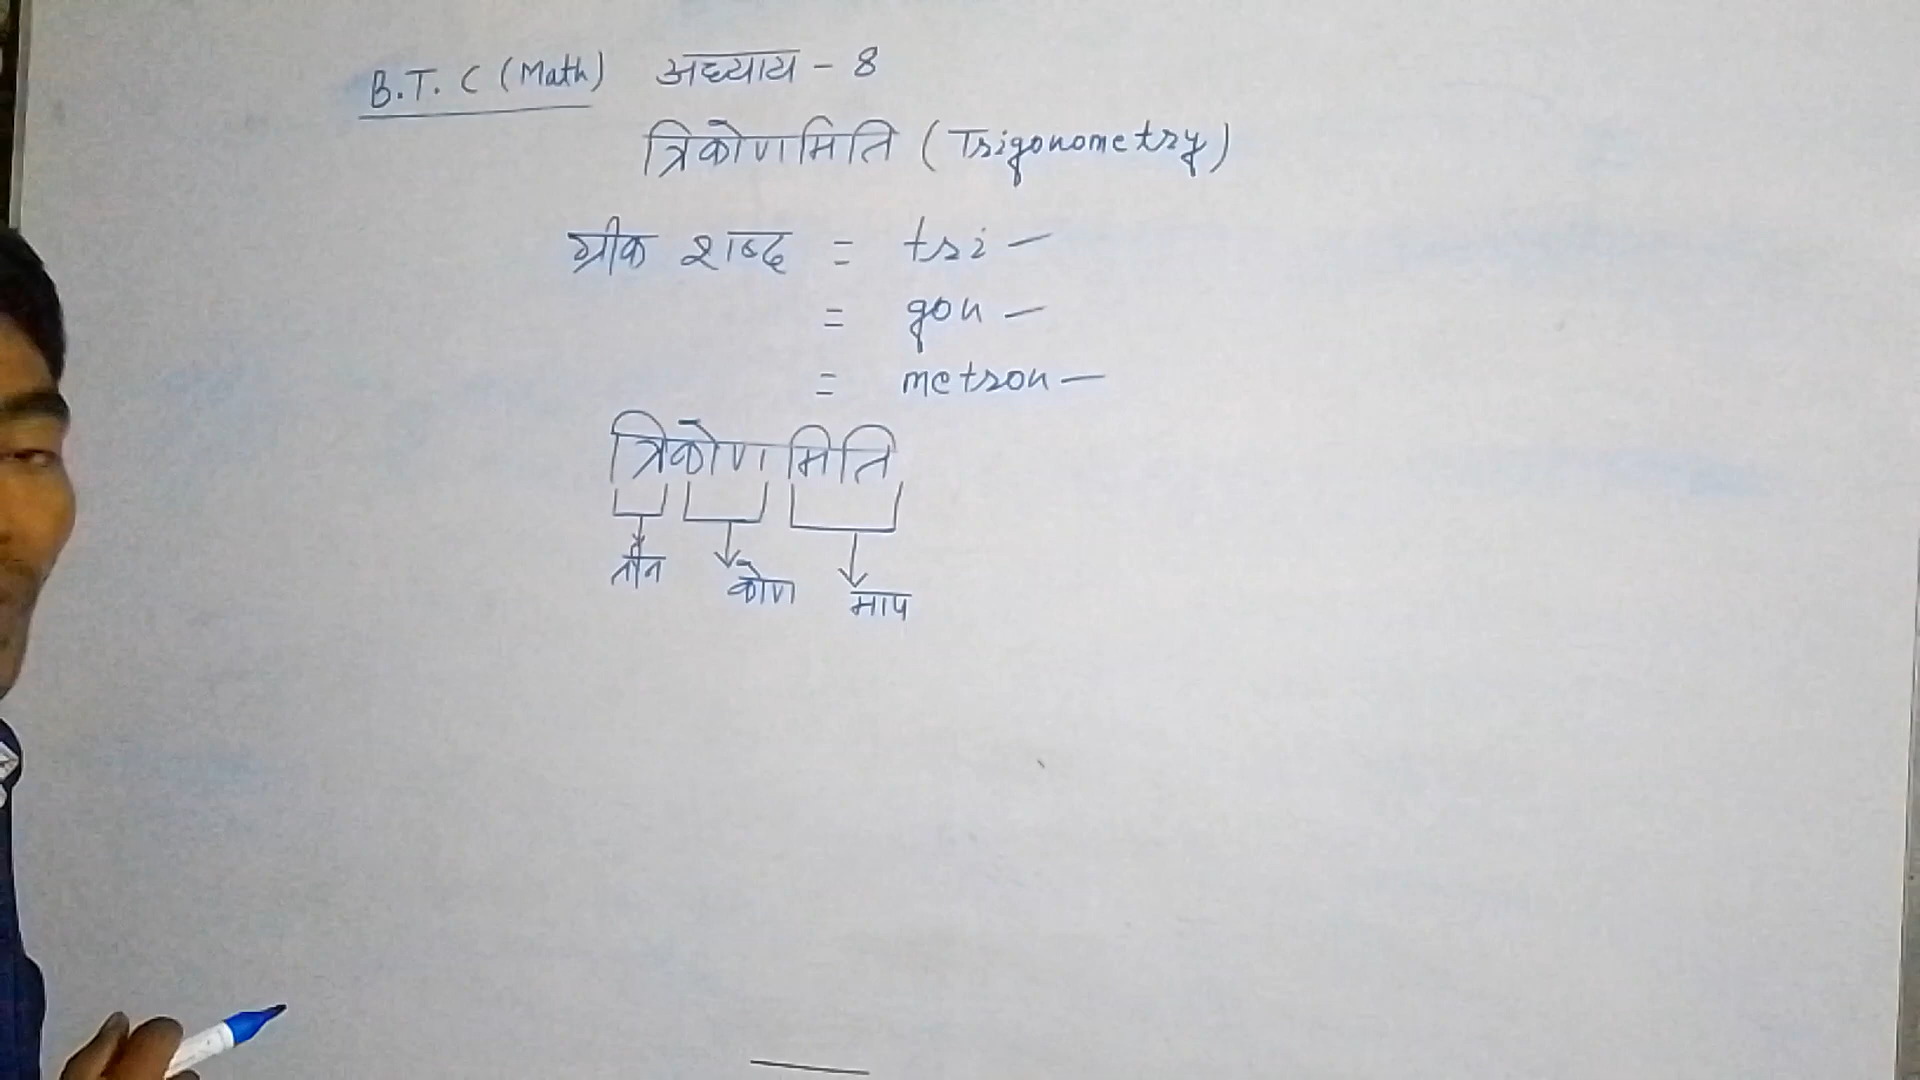 B.T.C (Math) अध्याय - 8
त्रिकोणमिति (Trigonometry)
ग्रीक शब्द = tri —
= gon —
= metron —
त्रिकोणमिति
तीन कोण माप